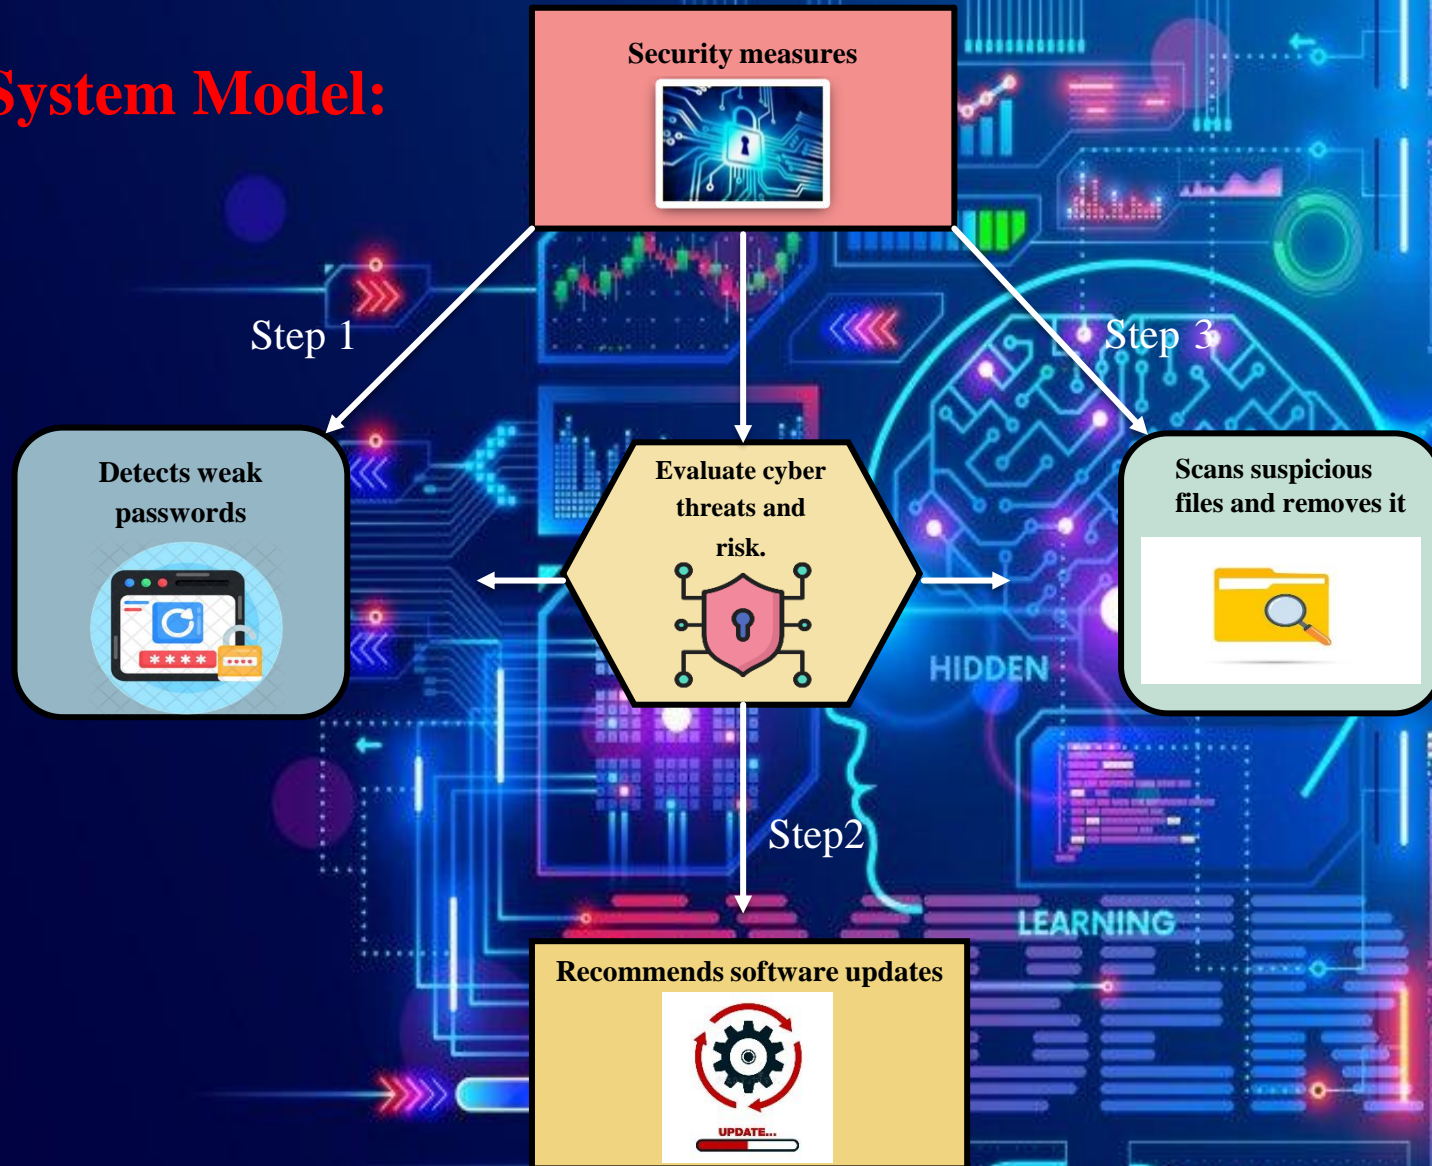 System Model:
Security measures
Step 1
Step 3
Detects weak
passwords
Evaluate cyber
threats and
risk.
Scans suspicious
files and removes it
****
HIDDEN
Step2
LEARNING
Recommends software updates
UPDATE...